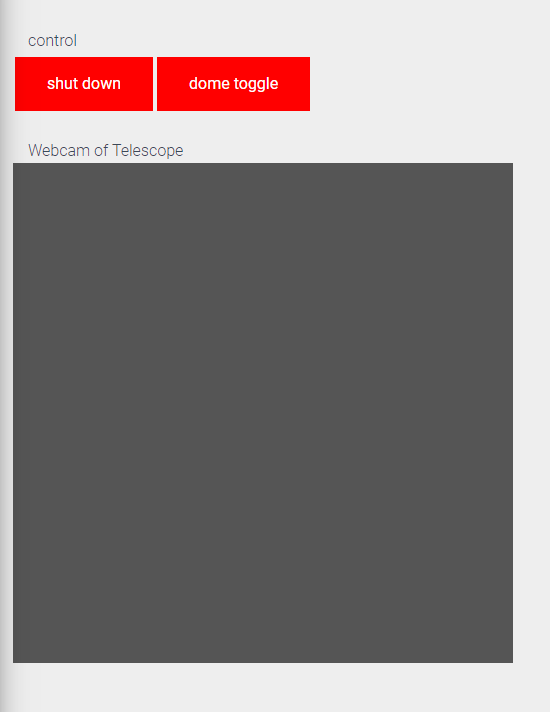 control
shut down dome toggle
Webcam of Telescope